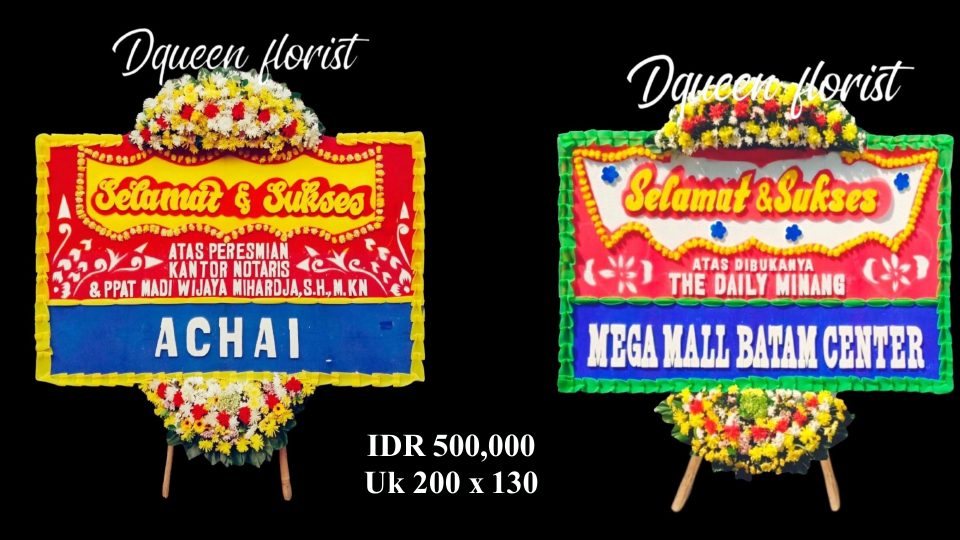 Dqueen florist
Selamat & Sukses
ATAS PERESMIAN
KANTOR NOTARIS
& PPAT MADI WIJAYA MIHARDJA, S.H., M.KN
ACHAI
Dqueen florist
Selamat & Sukses
ATAS DIBUKANYA
THE DAILY MINANG
MEGA MALL BATAM CENTER
IDR 500,000
Uk 200 x 130